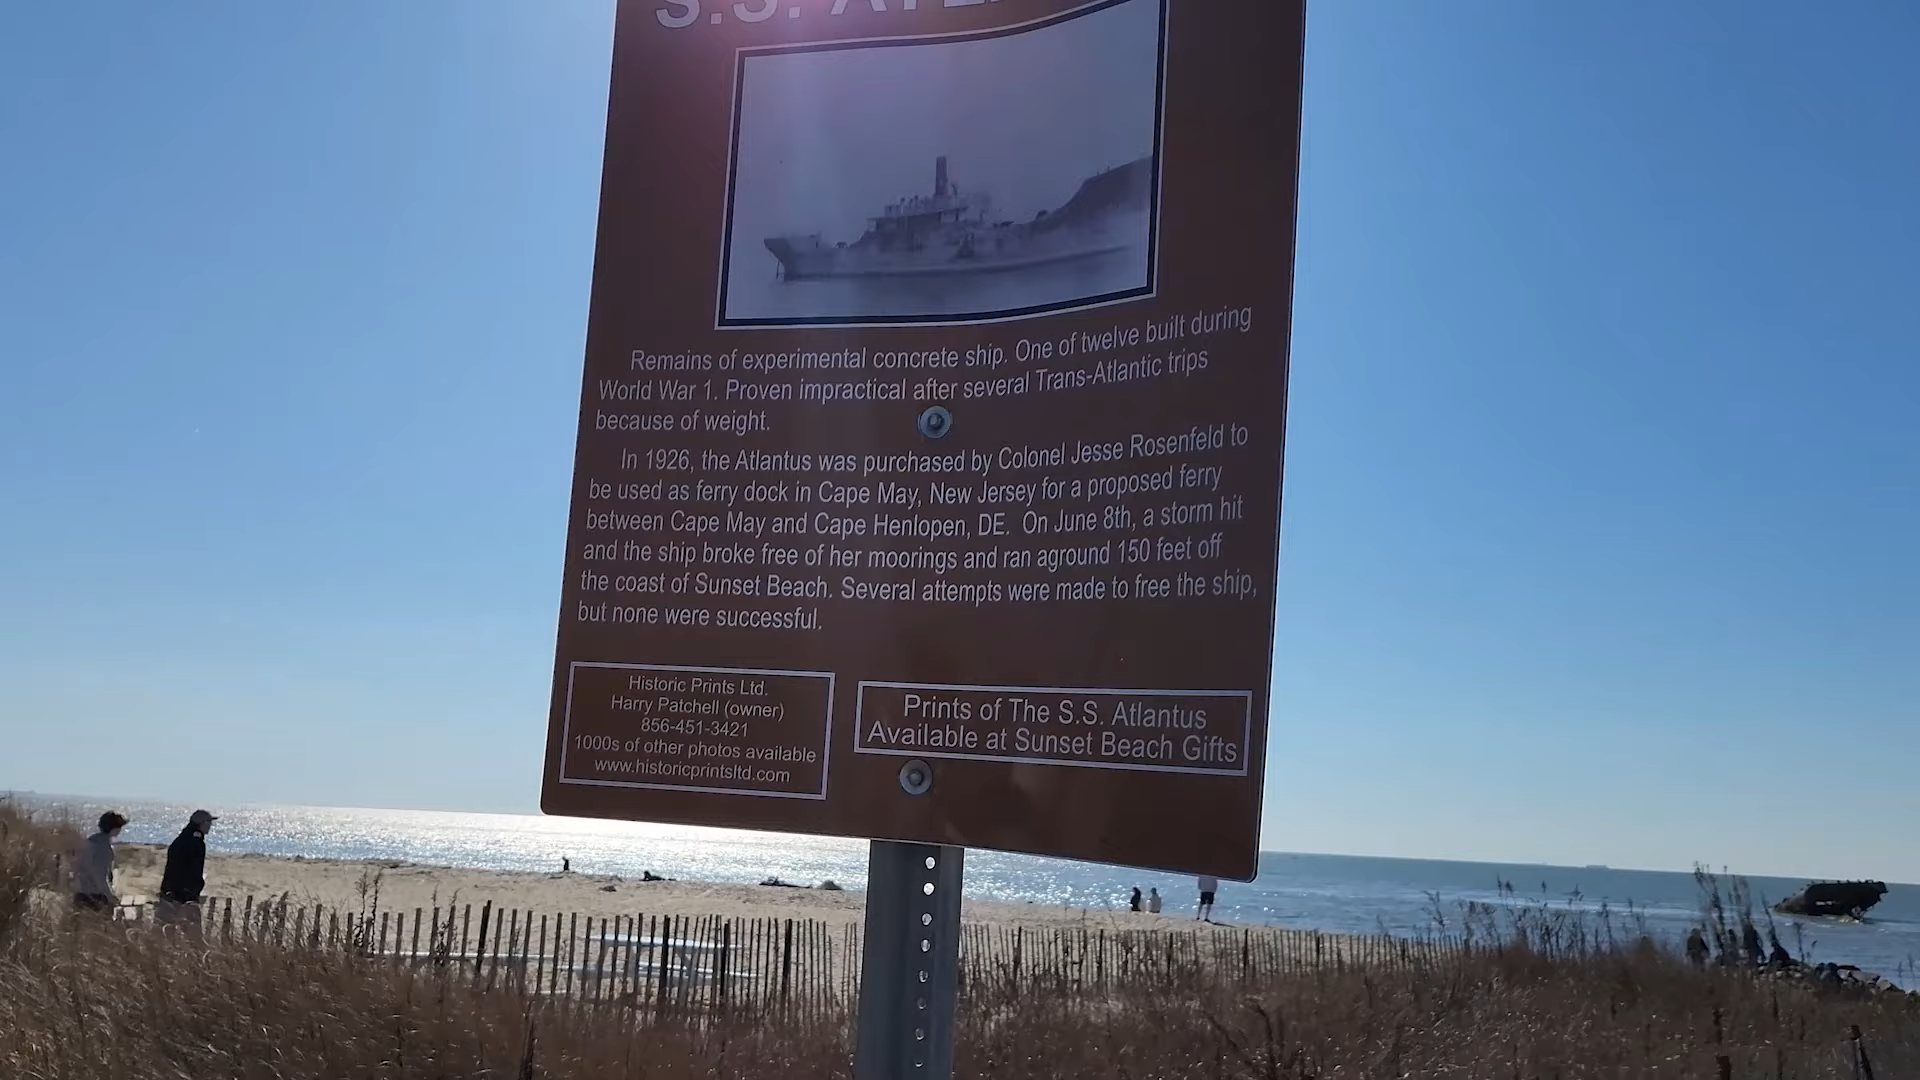 S.S. ATL
Remains of experimental concrete ship. One of twelve built during
World War 1. Proven impractical after several Trans-Atlantic trips
because of weight.
In 1926, the Atlantus was purchased by Colonel Jesse Rosenfeld to
be used as ferry dock in Cape May, New Jersey for a proposed ferry
between Cape May and Cape Henlopen, DE. On June 8th, a storm hit
and the ship broke free of her moorings and ran aground 150 feet off
the coast of Sunset Beach. Several attempts were made to free the ship,
but none were successful.
Historic Prints Ltd.
Harry Patchell (owner)
856-451-3421
1000s of other photos available
www.historicprintsltd.com
Prints of The S.S. Atlantus
Available at Sunset Beach Gifts